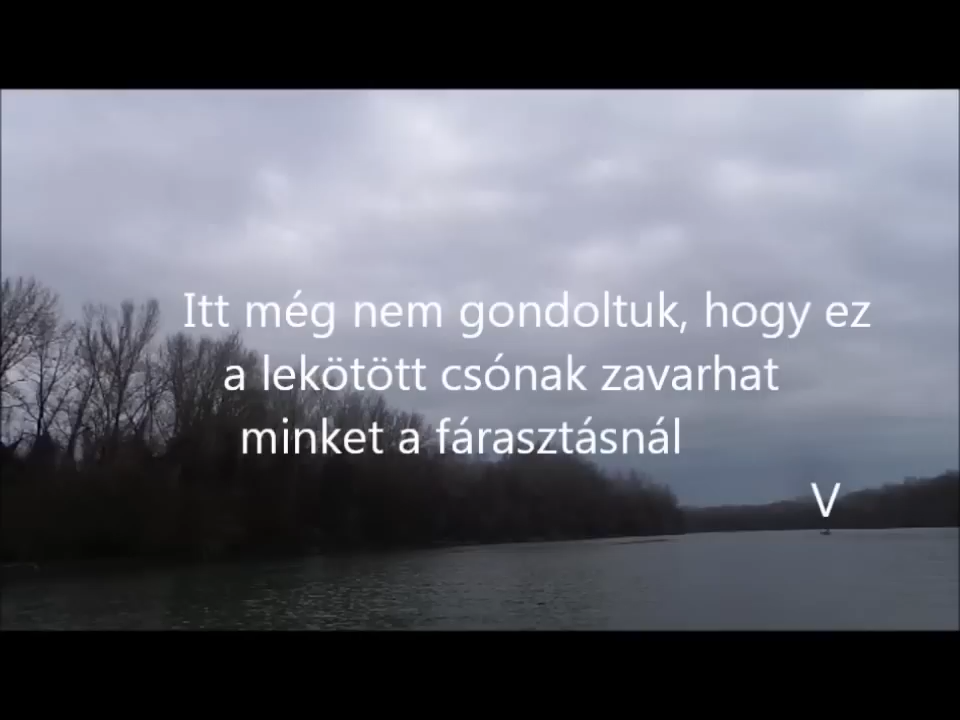 Itt még nem gondoltuk, hogy ez
a lekötött csónak zavarhat
minket a fárasztásnál
V